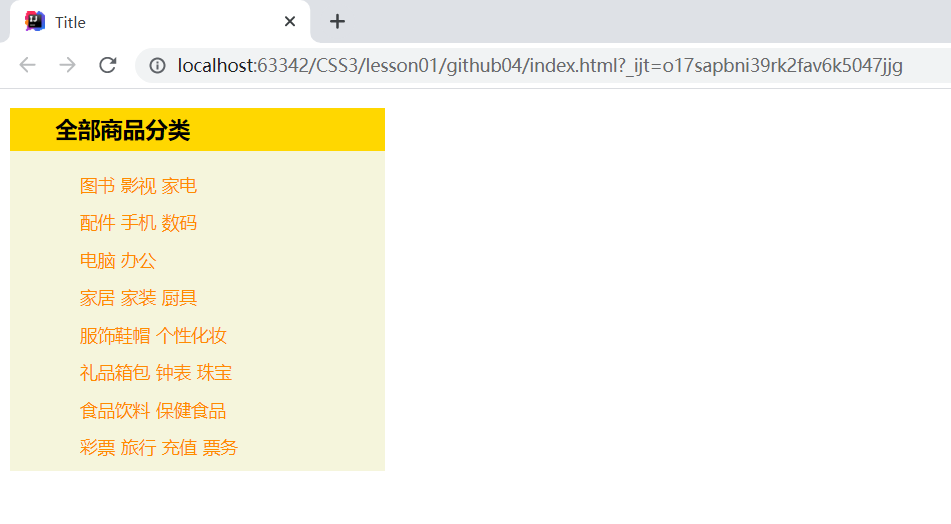 Title
localhost:63342/CSS3/lesson01/github04/index.html?_ijt=o17sapbni39rk2fav6k5047jjg
全部商品分类
图书 影视 家电
配件 手机 数码
电脑 办公
家居 家装 厨具
服饰鞋帽 个性化妆
礼品箱包 钟表 珠宝
食品饮料 保健食品
彩票 旅行 充值 票务